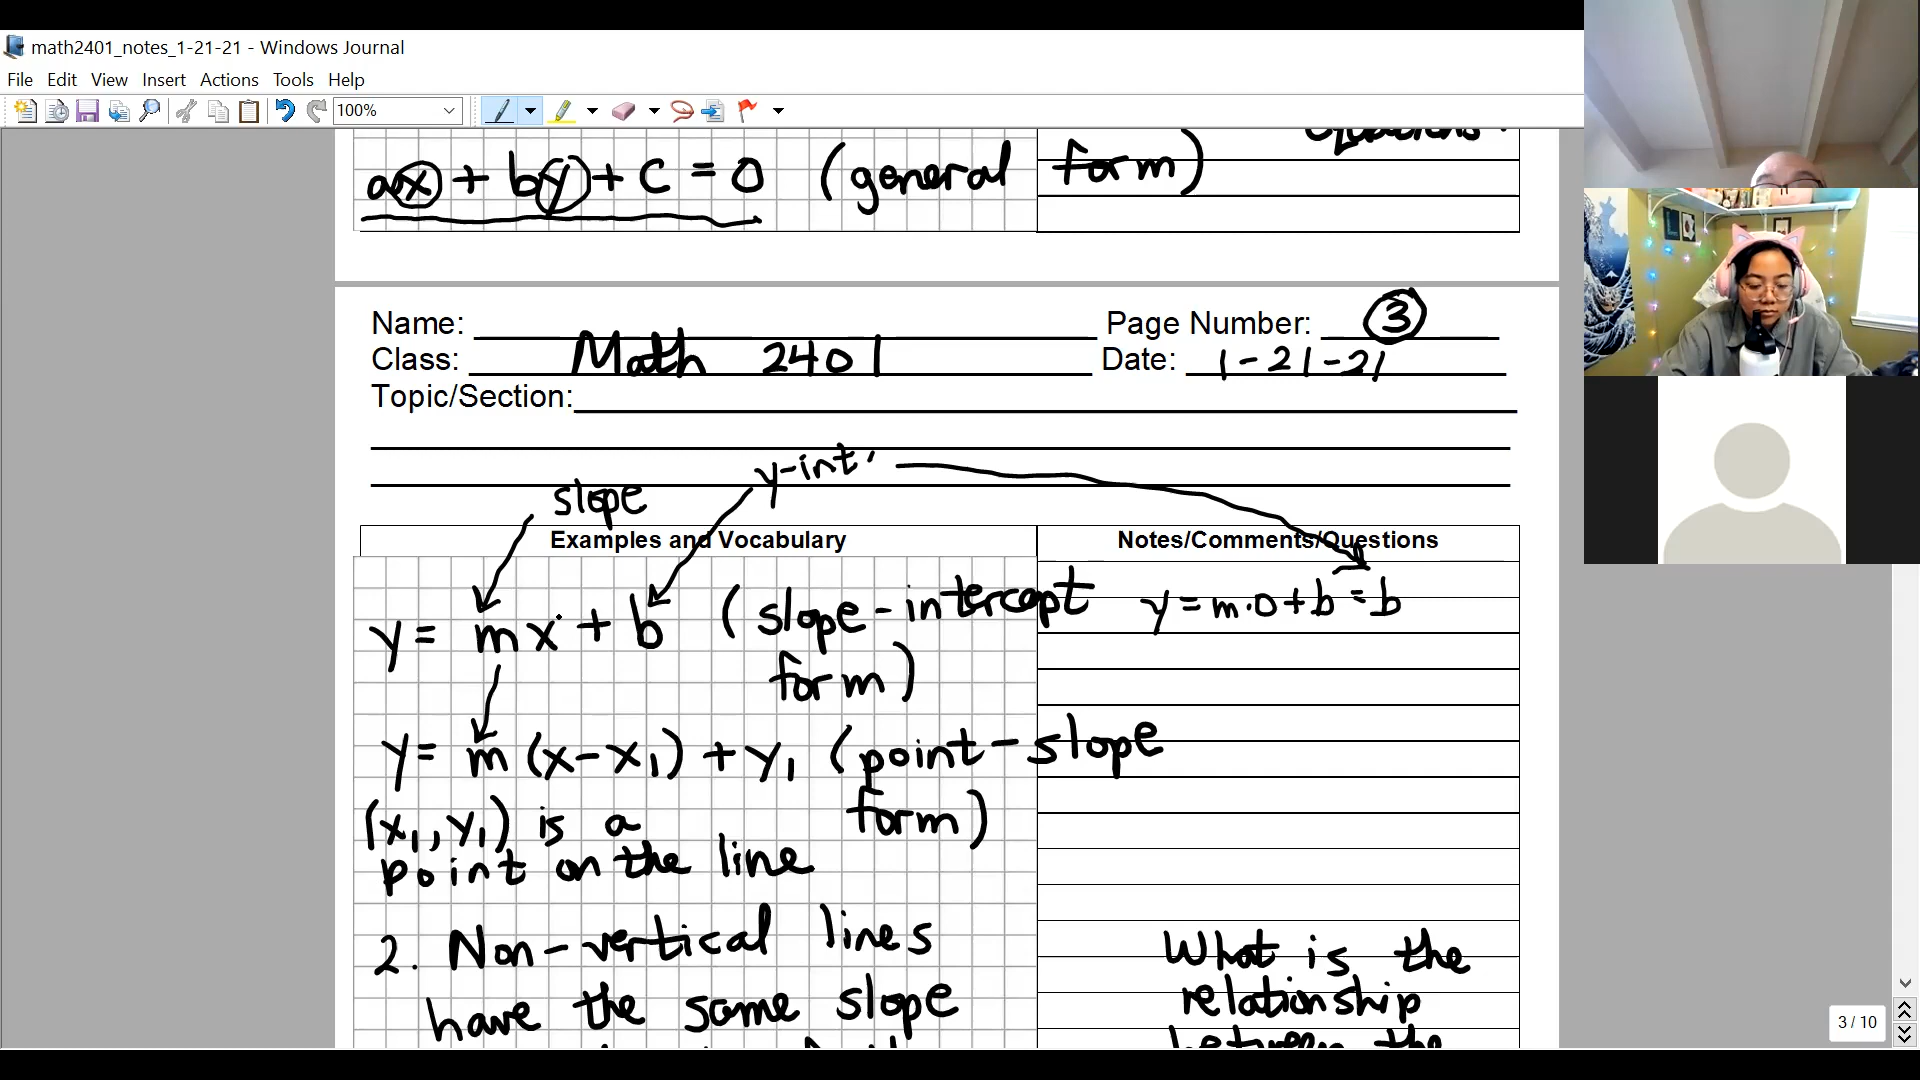 math2401_notes_1-21-21 - Windows Journal
File Edit View Insert Actions Tools Help
100%
ax + by + c = 0 (general form)
Name:
Page Number: 3
Class: Math 2401
Date: 1-21-21
Topic/Section:
y-int.
slope
Examples and Vocabulary
Notes/Comments/Questions
y = mx + b (slope-intercept
form)
y = m·0 + b = b
y = m (x - x₁) + y₁ (point-slope
form)
(x₁, y₁) is a
point on the line
2. Non-vertical lines
have the same slope
What is the
relationship
between the
3 / 10